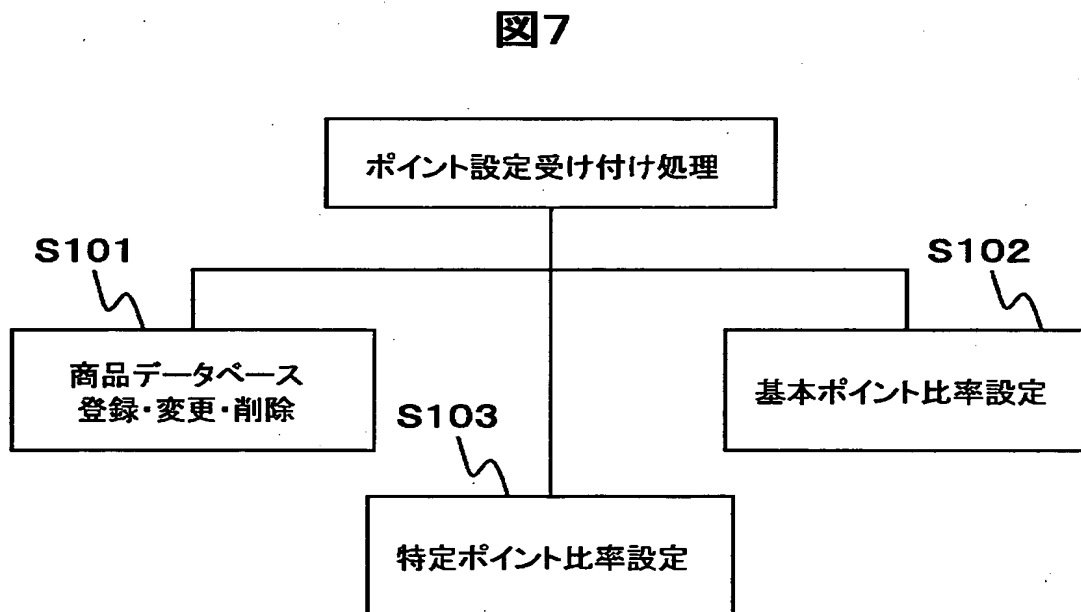 図7
ポイント設定受け付け処理
S101
S102
商品データベース
登録・変更・削除
基本ポイント比率設定
S103
特定ポイント比率設定